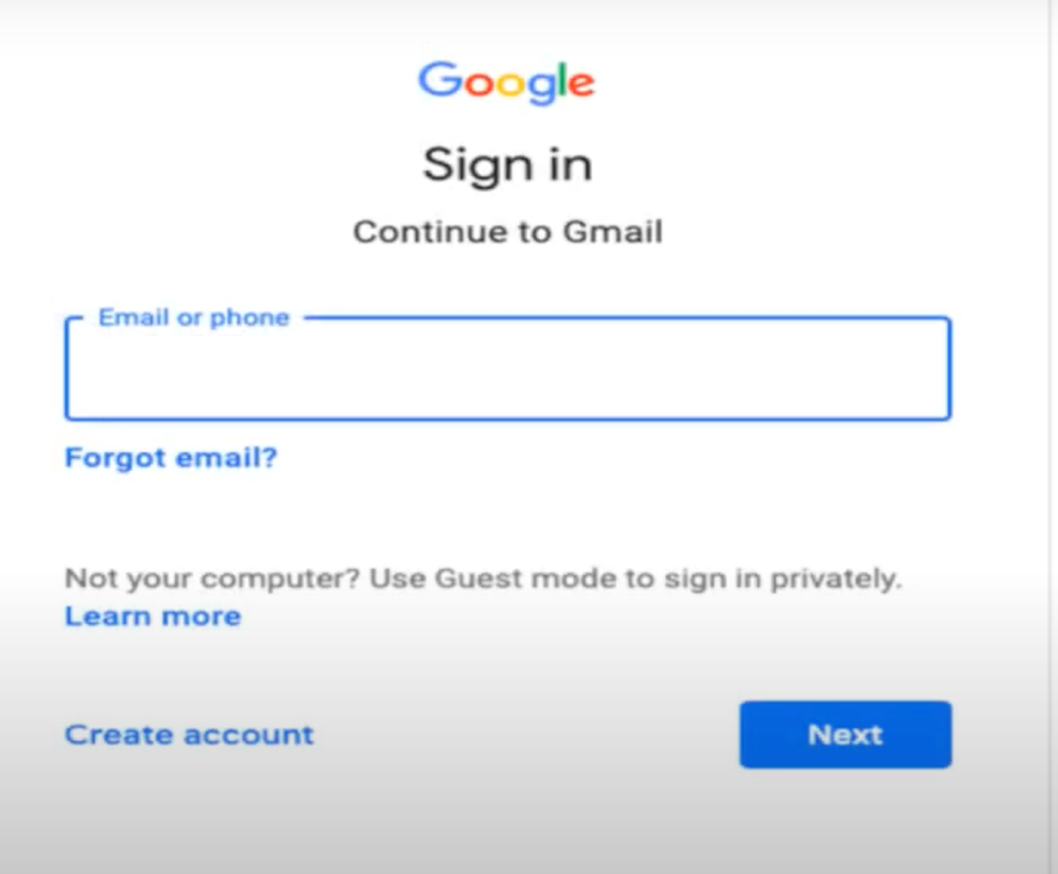 Google
Sign in
Continue to Gmail
Email or phone
Forgot email?
Not your computer? Use Guest mode to sign in privately.
Learn more
Create account
Next